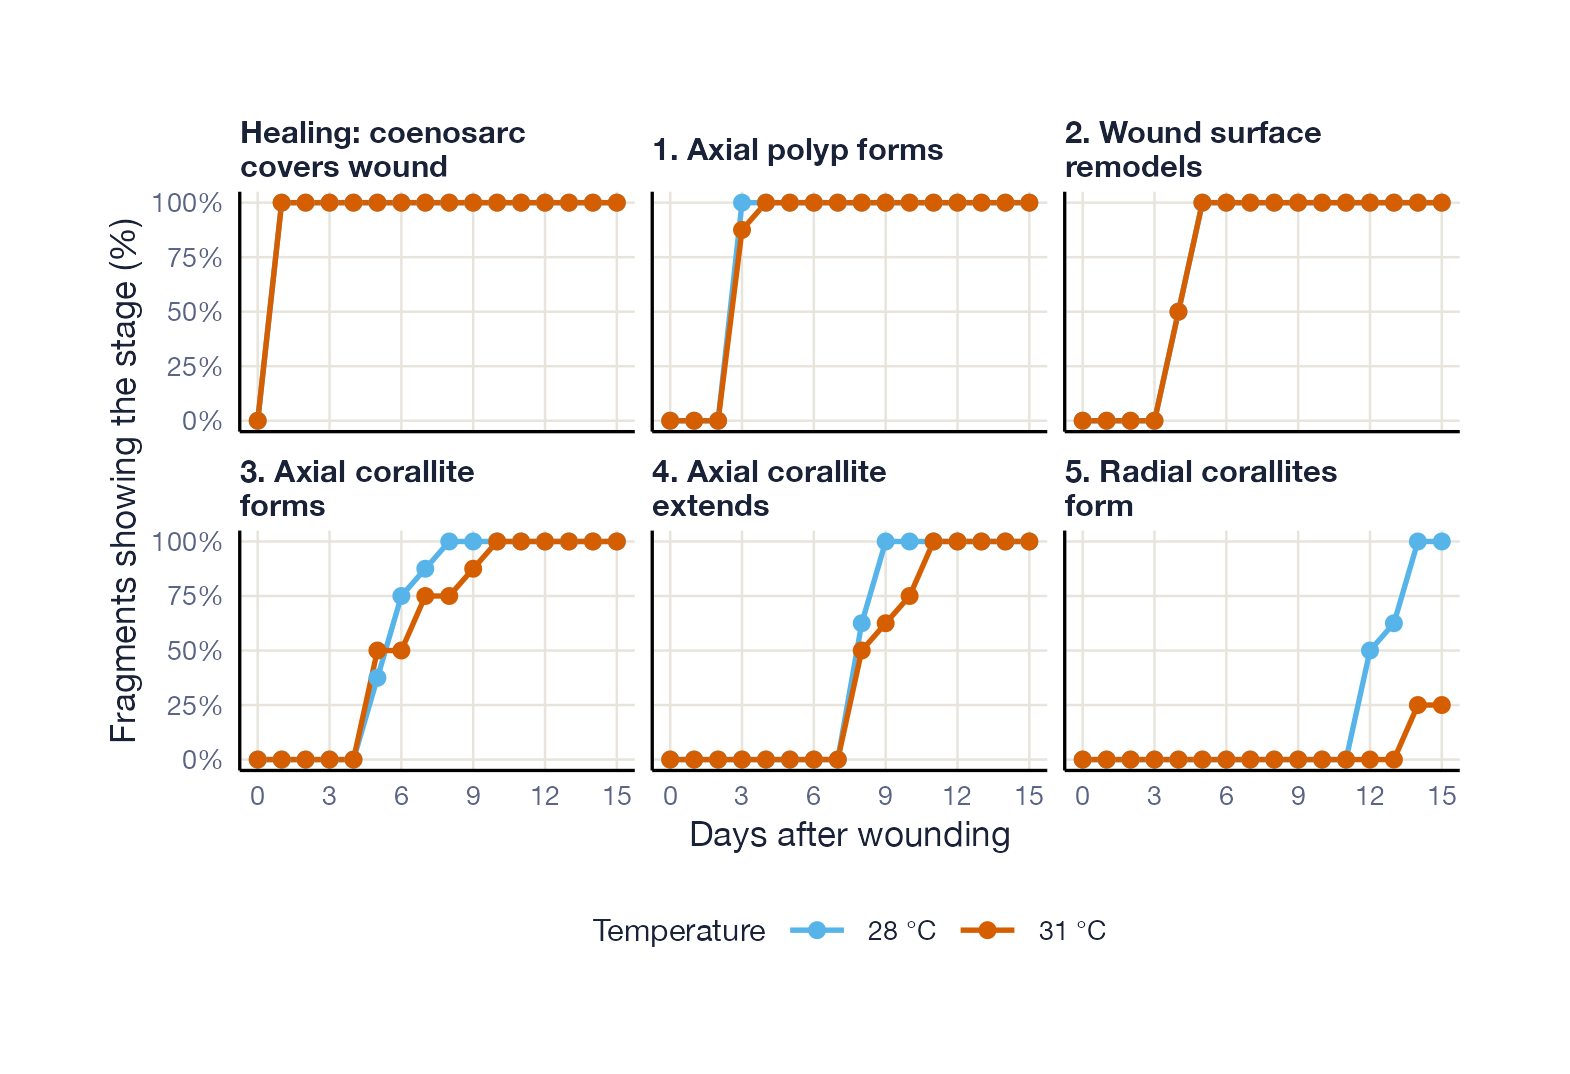 Healing: coenosarc
covers wound
1. Axial polyp forms
2. Wound surface
remodels
100%
75%
50%
25%
0%
Fragments showing the stage (%)
3. Axial corallite
forms
4. Axial corallite
extends
5. Radial corallites
form
100%
75%
50%
25%
0%
0 3 6 9 12 15
0 3 6 9 12 15
0 3 6 9 12 15
Days after wounding
Temperature 28 °C 31 °C